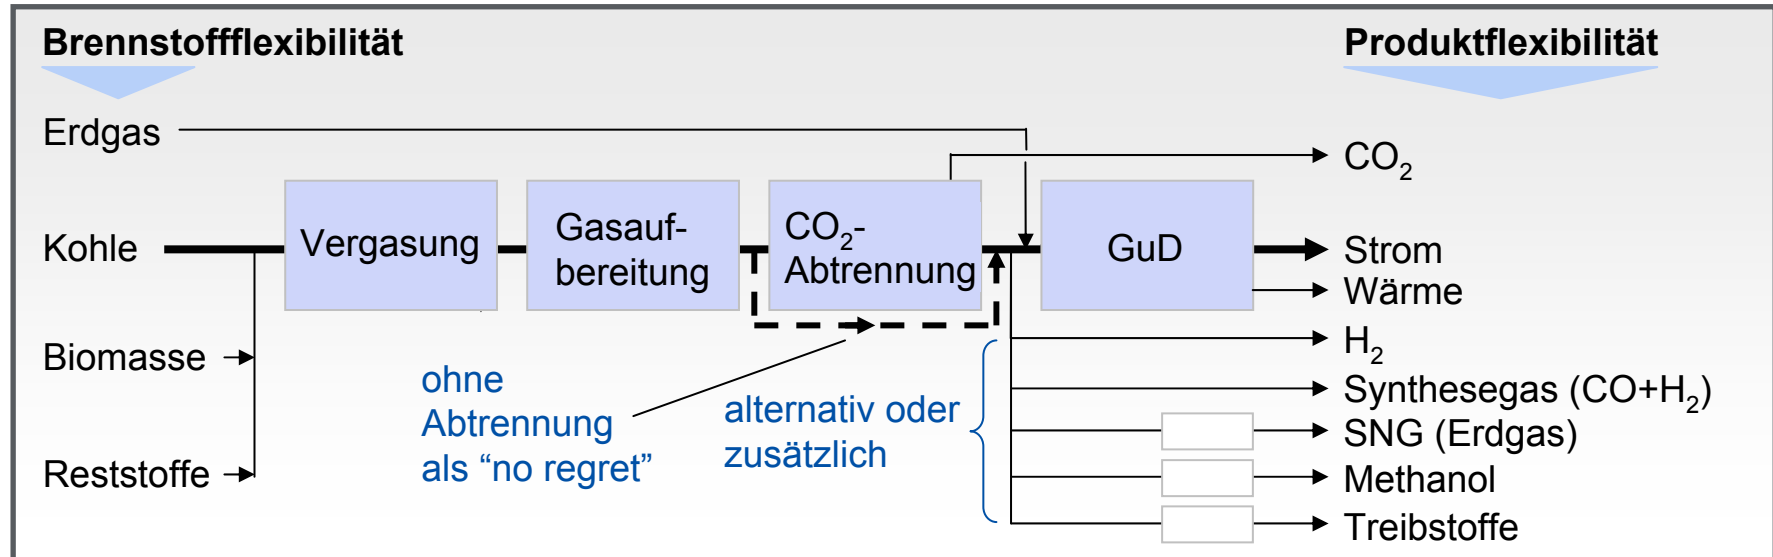 Brennstoffflexibilität
Produktflexibilität
Erdgas
CO2
Kohle
Vergasung
Gasauf-
bereitung
CO2-
Abtrennung
GuD
Strom
Wärme
Biomasse
Reststoffe
ohne
Abtrennung
als “no regret”
alternativ oder
zusätzlich
H2
Synthesegas (CO+H2)
SNG (Erdgas)
Methanol
Treibstoffe